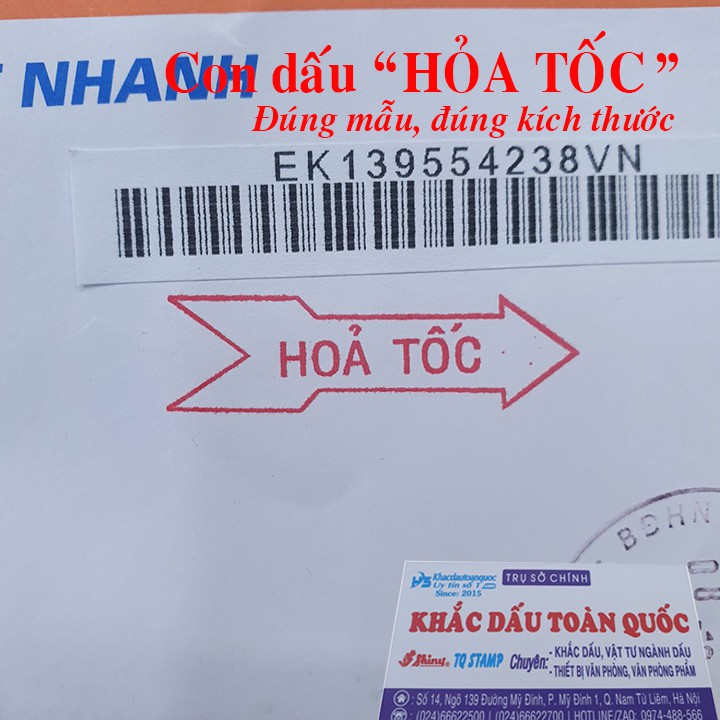 NHANH
Con dấu “HỎA TỐC”
Đúng mẫu, đúng kích thước
EK139554238VN
HOẢ TỐC
BĐHN
Khacdautoanquoc
Uy tín số 1
Since: 2015
TRỤ SỞ CHÍNH
KHẮC DẤU TOÀN QUỐC
Shiny. TQ STAMP Chuyên: - KHẮC DẤU, VẬT TƯ NGÀNH DẤU
- THIẾT BỊ VĂN PHÒNG, VĂN PHÒNG PHẨM
: Số 14, Ngõ 139 Đường Mỹ Đình, P. Mỹ Đình 1, Q. Nam Từ Liêm, Hà Nội
: (024)66622500 | (024)66622700 | HOTLINE/ZAO: 0974-488-566